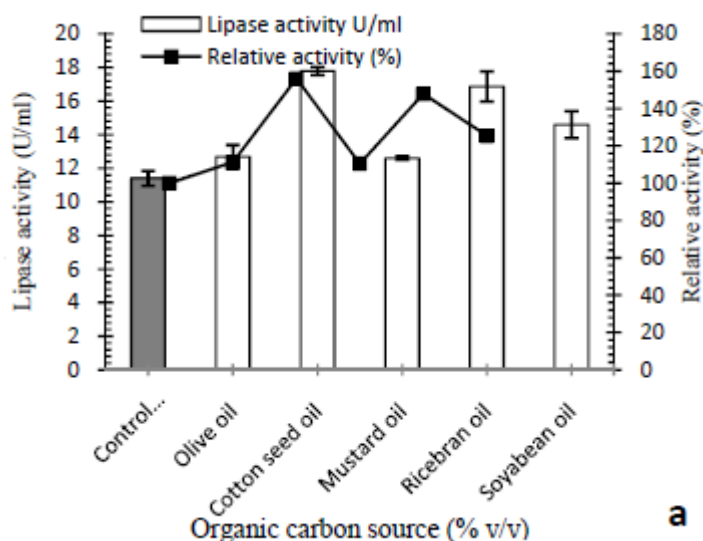 Lipase activity U/ml
Relative activity (%)
Lipase activity (U/ml)
20
18
16
14
12
10
8
6
4
2
0
180
160
140
120
100
80
60
40
20
0
Relative activity (%)
Control...
Olive oil
Cotton seed oil
Mustard oil
Ricebran oil
Soyabean oil
Organic carbon source (% v/v)
a